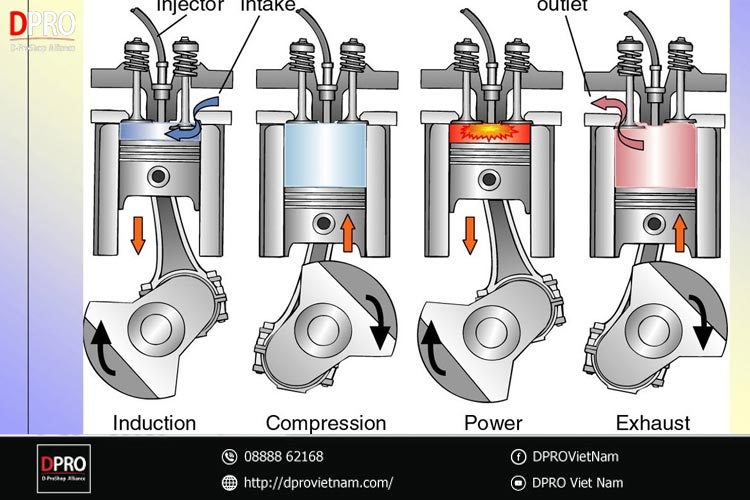 DPRO
D-ProShop Alliance
injector intake
outlet
Induction
Compression
Power
Exhaust
DPRO
D-ProShop Alliance
08888 62168
http://dprovietnam.com/
DPROVietNam
DPRO Viet Nam